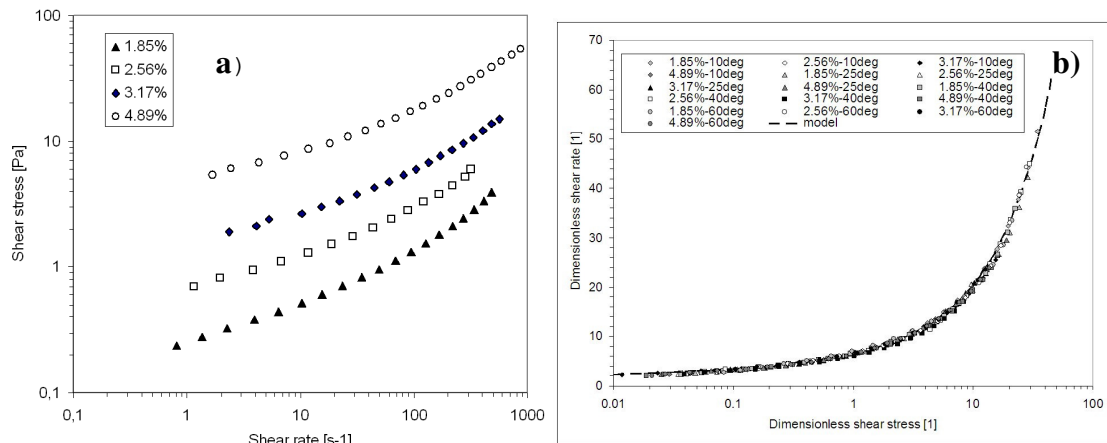 100
10
1
0,1
Shear stress [Pa]
1.85%
2.56%
3.17%
4.89%
a)
0,1
1
10
100
1000
Shear rate [s-1]
b)
70
60
50
40
30
20
10
0
Dimensionless shear rate [1]
1.85%-10deg 2.56%-10deg 3.17%-10deg
4.89%-10deg 1.85%-25deg 2.56%-25deg
3.17%-25deg 4.89%-25deg 1.85%-40deg
2.56%-40deg 3.17%-40deg 4.89%-40deg
1.85%-60deg 2.56%-60deg 3.17%-60deg
4.89%-60deg model
0.01
0.1
1
10
100
Dimensionless shear stress [1]